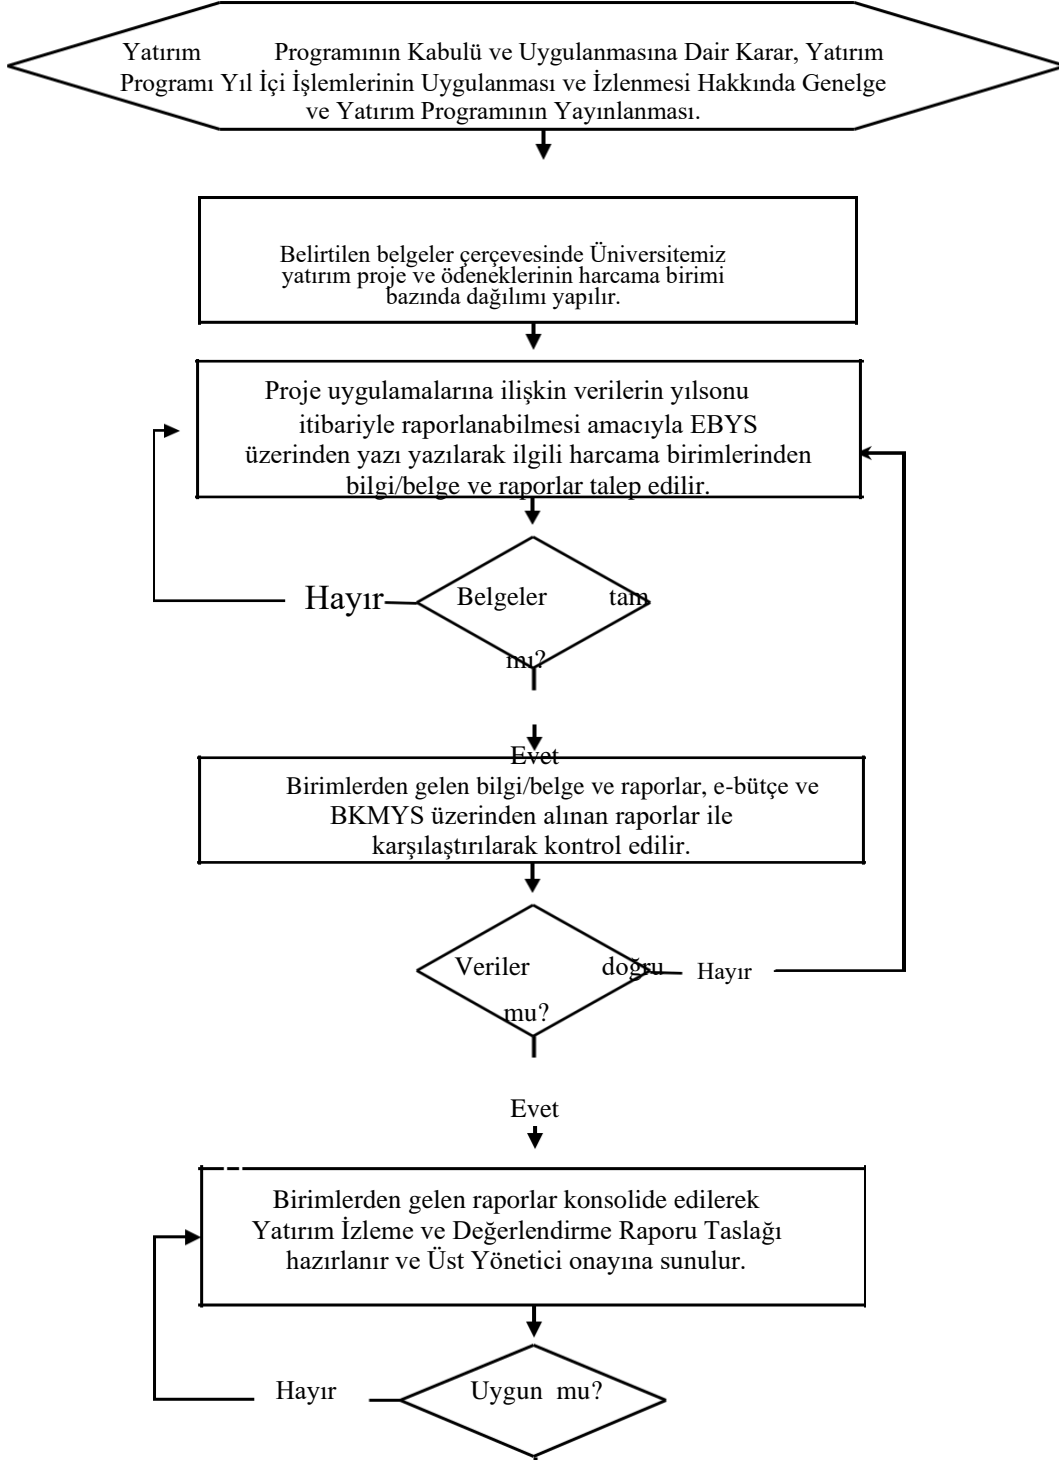 Yatırım Programının Kabulü ve Uygulanmasına Dair Karar, Yatırım
Programı Yıl İçi İşlemlerinin Uygulanması ve İzlenmesi Hakkında Genelge
ve Yatırım Programının Yayınlanması.
Belirtilen belgeler çerçevesinde Üniversitemiz
yatırım proje ve ödeneklerinin harcama birimi
bazında dağılımı yapılır.
Proje uygulamalarına ilişkin verilerin yılsonu
itibariyle raporlanabilmesi amacıyla EBYS
üzerinden yazı yazılarak ilgili harcama birimlerinden
bilgi/belge ve raporlar talep edilir.
Hayır
Belgeler tam
mı?
Evet
Birimlerden gelen bilgi/belge ve raporlar, e-bütçe ve
BKMYS üzerinden alınan raporlar ile
karşılaştırılarak kontrol edilir.
Veriler doğru
mu?
Hayır
Evet
Birimlerden gelen raporlar konsolide edilerek
Yatırım İzleme ve Değerlendirme Raporu Taslağı
hazırlanır ve Üst Yönetici onayına sunulur.
Hayır
Uygun mu?